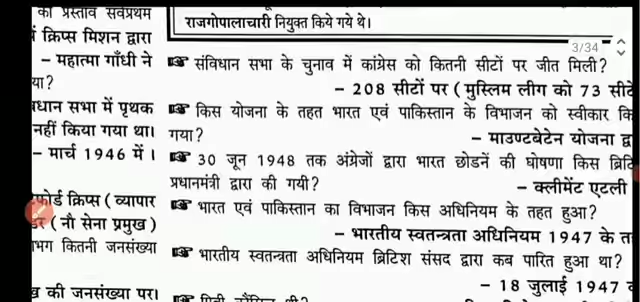 का प्रस्ताव सर्वप्रथम
क्रिप्स मिशन द्वारा
– महात्मा गाँधी ने
या?
पृथक
धान सभा में
नहीं किया गया था।
– मार्च 1946 में।
फोर्ड क्रिप्स (व्यापार
(नौ सेना प्रमुख)
भग कितनी जनसंख्या
की जनसंख्या पर।
राजगोपालाचारी नियुक्त किये गये थे।
3/34
संविधान सभा के चुनाव में कांग्रेस को कितनी सीटों पर जीत मिली?
– 208 सीटों पर (मुस्लिम लीग को 73 सीटें
किस योजना के तहत भारत एवं पाकिस्तान के विभाजन को स्वीकार कि
गया?
– माउण्टबेटेन योजना द्व
30 जून 1948 तक अंग्रेजों द्वारा भारत छोडनें की घोषणा किस ब्रिटि
प्रधानमंत्री द्वारा की गयी?
– क्लीमेंट एटली
भारत एवं पाकिस्तान का विभाजन किस अधिनियम के तहत हुआ?
– भारतीय स्वतन्त्रता अधिनियम 1947 के त
भारतीय स्वतन्त्रता अधिनियम ब्रिटिश संसद द्वारा कब पारित हुआ था?
– 18 जुलाई 1947